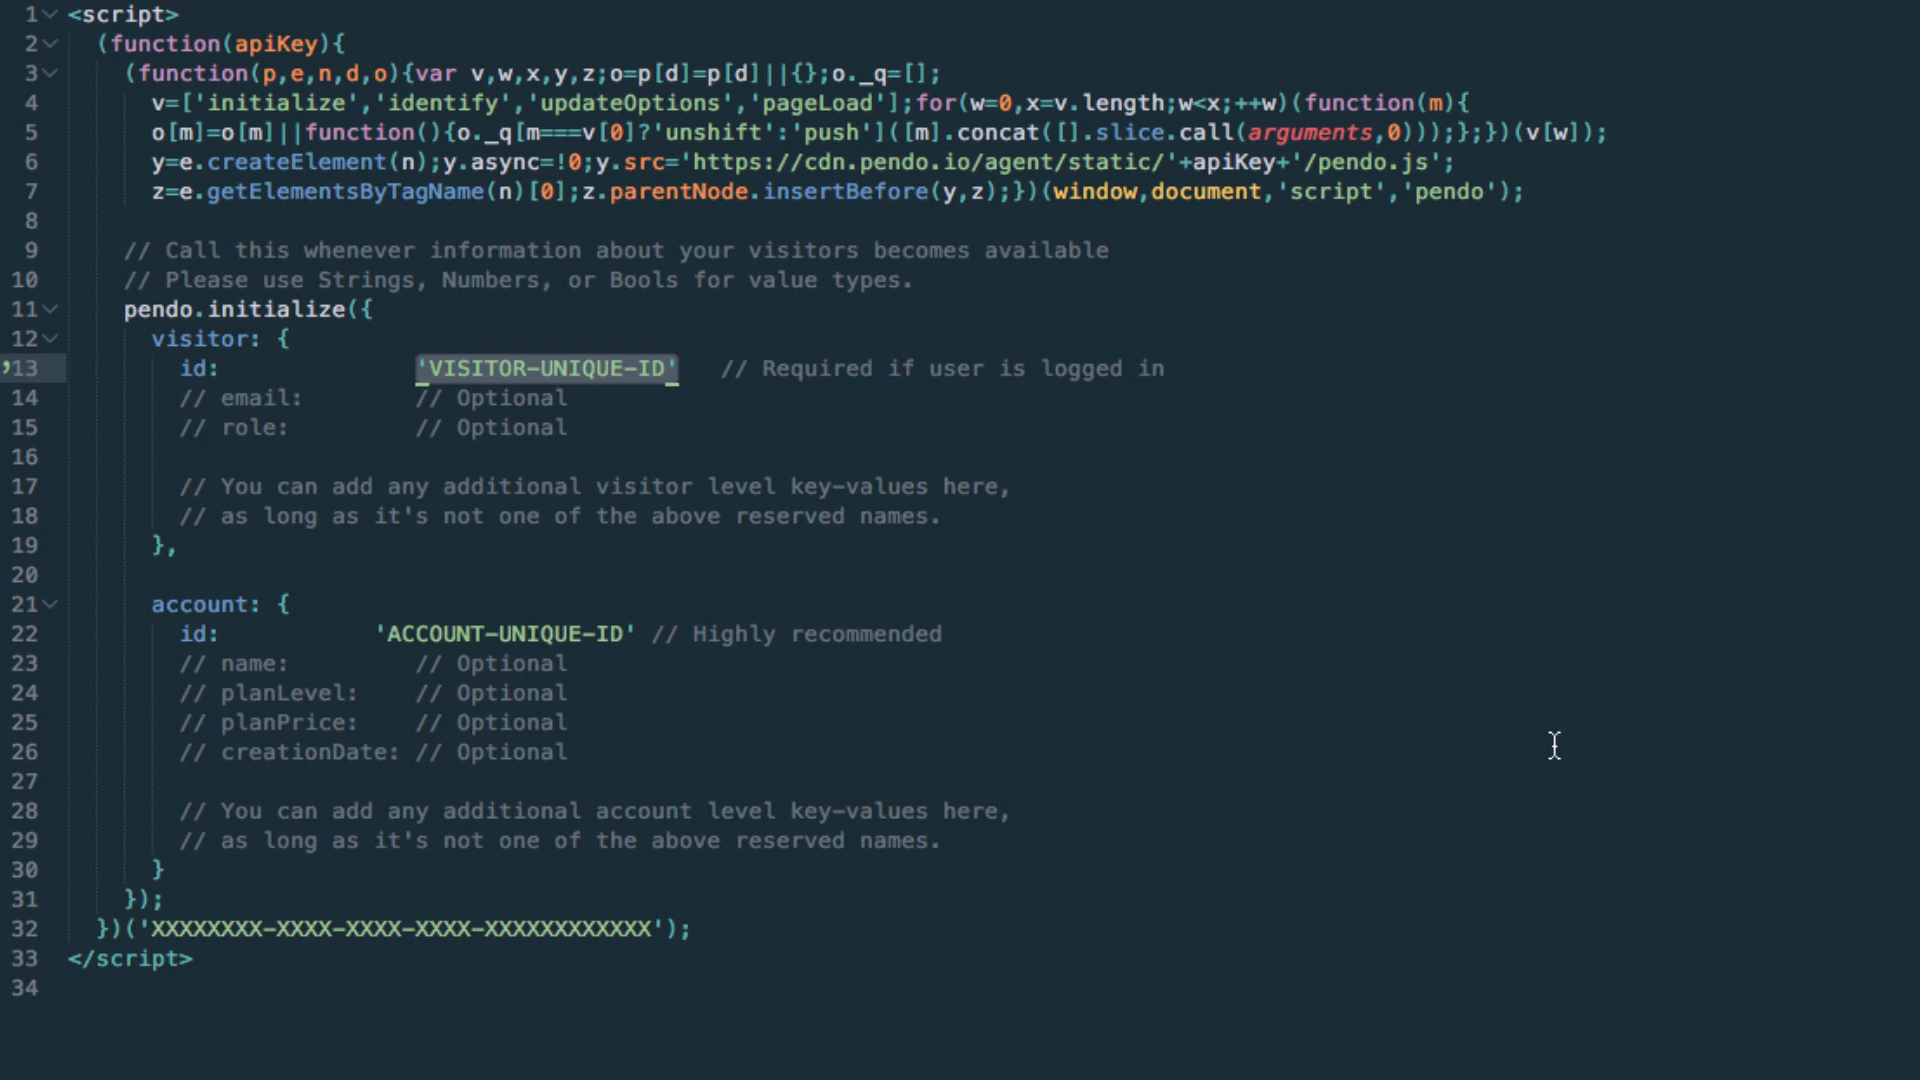 1 <script>
2 (function(apiKey){
3 (function(p,e,n,d,o){var v,w,x,y,z;o=p[d]=p[d]||{};o._q=[];
4 v=['initialize','identify','updateOptions','pageLoad'];for(w=0,x=v.length;w<x;++w)(function(m){
5 o[m]=o[m]||function(){o._q[m===v[0]?'unshift':'push']([m].concat([].slice.call(arguments,0)));};})(v[w]);
6 y=e.createElement(n);y.async=!0;y.src='https://cdn.pendo.io/agent/static/'+apiKey+'/pendo.js';
7 z=e.getElementsByTagName(n)[0];z.parentNode.insertBefore(y,z);})(window,document,'script','pendo');
8
9 // Call this whenever information about your visitors becomes available
10 // Please use Strings, Numbers, or Bools for value types.
11 pendo.initialize({
12 visitor: {
13 id: 'VISITOR-UNIQUE-ID' // Required if user is logged in
14 // email: // Optional
15 // role: // Optional
16
17 // You can add any additional visitor level key-values here,
18 // as long as it's not one of the above reserved names.
19 },
20
21 account: {
22 id: 'ACCOUNT-UNIQUE-ID' // Highly recommended
23 // name: // Optional
24 // planLevel: // Optional
25 // planPrice: // Optional
26 // creationDate: // Optional
27
28 // You can add any additional account level key-values here,
29 // as long as it's not one of the above reserved names.
30 }
31 });
32 })('XXXXXXXX-XXXX-XXXX-XXXX-XXXXXXXXXXXX');
33 </script>
34